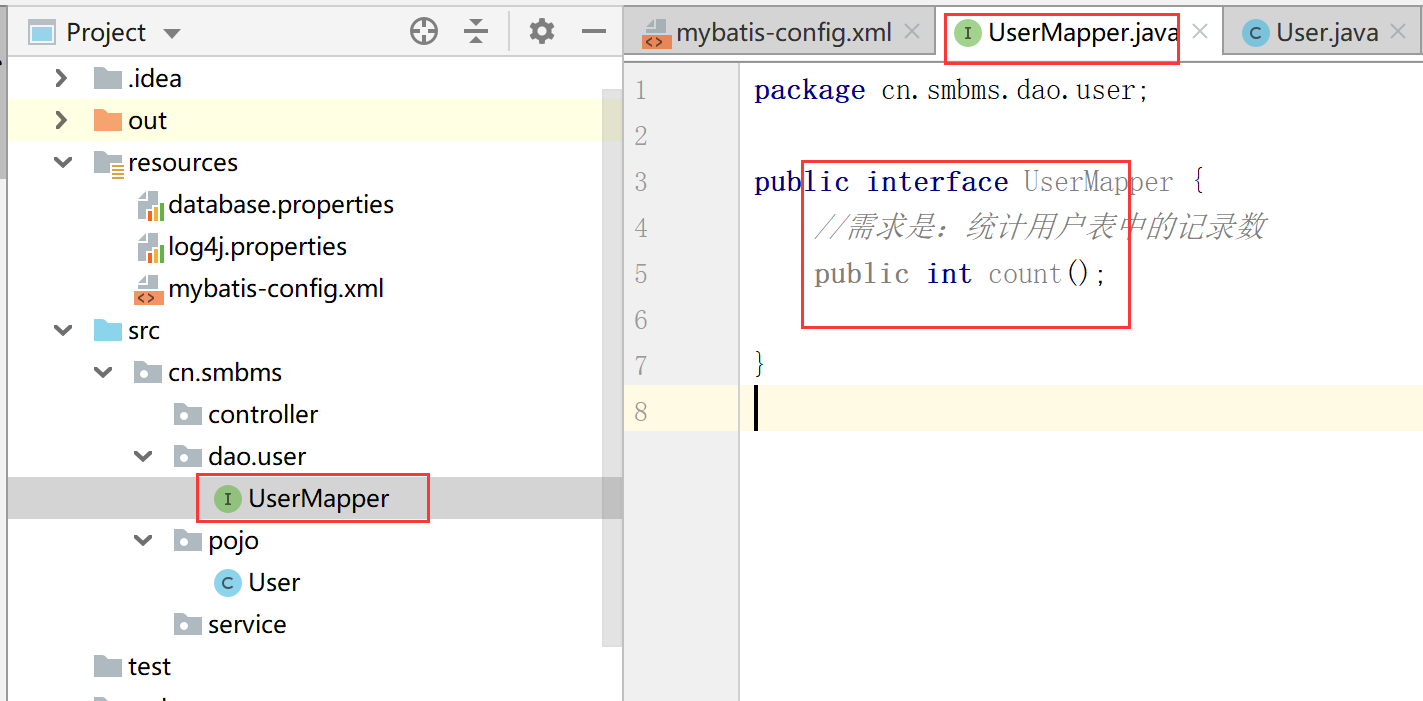 Project
.idea
out
resources
database.properties
log4j.properties
mybatis-config.xml
src
cn.smbms
controller
dao.user
I UserMapper
pojo
C User
service
test
mybatis-config.xml
I UserMapper.java
C User.java
1 package cn.smbms.dao.user;
2
3 public interface UserMapper {
4 //需求是：统计用户表中的记录数
5 public int count();
6
7 }
8